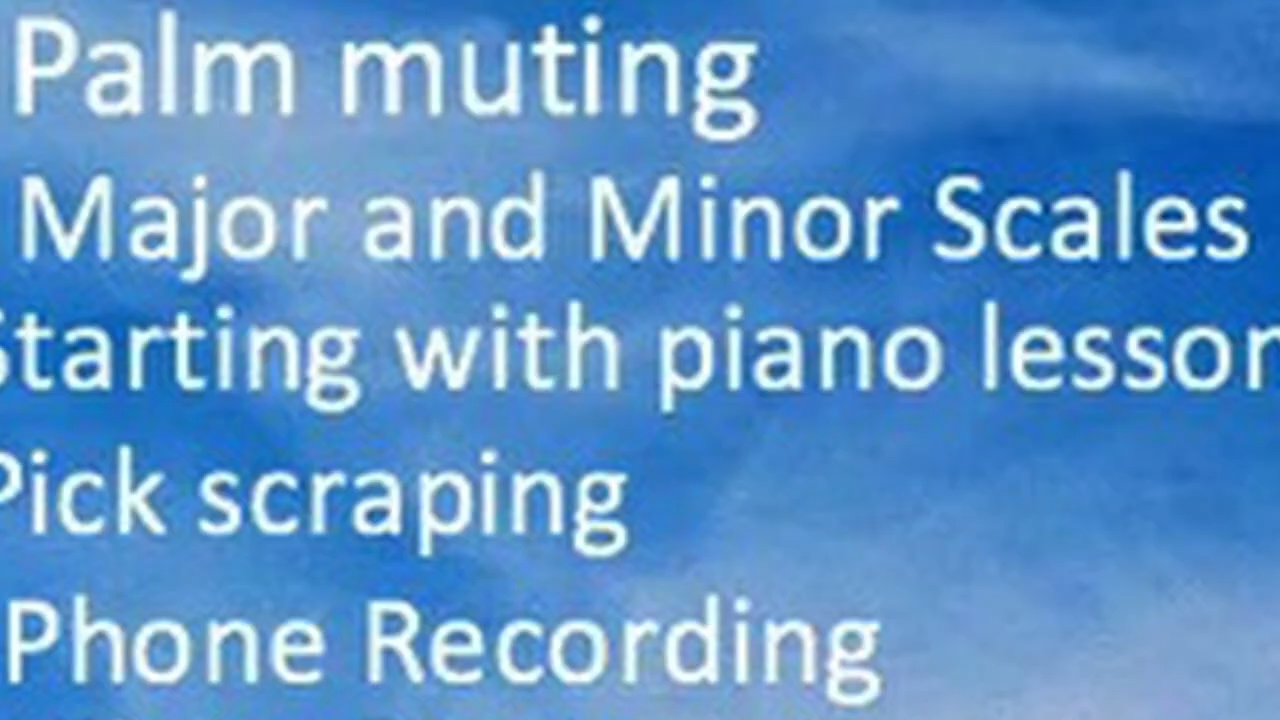 Palm muting
Major and Minor Scales
Starting with piano lesson
Pick scraping
Phone Recording